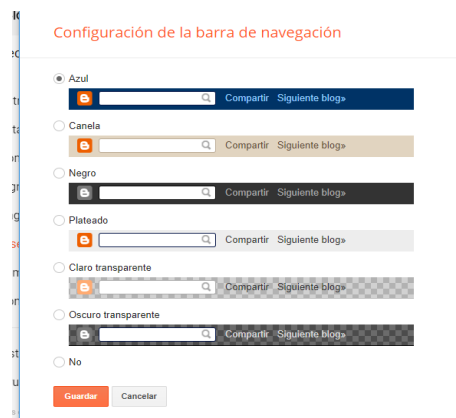 Configuración de la barra de navegación
Azul
Compartir Siguiente blog»
Canela
Compartir Siguiente blog»
Negro
Compartir Siguiente blog»
Plateado
Compartir Siguiente blog»
Claro transparente
Compartir Siguiente blog»
Oscuro transparente
Compartir Siguiente blog»
No
Guardar Cancelar